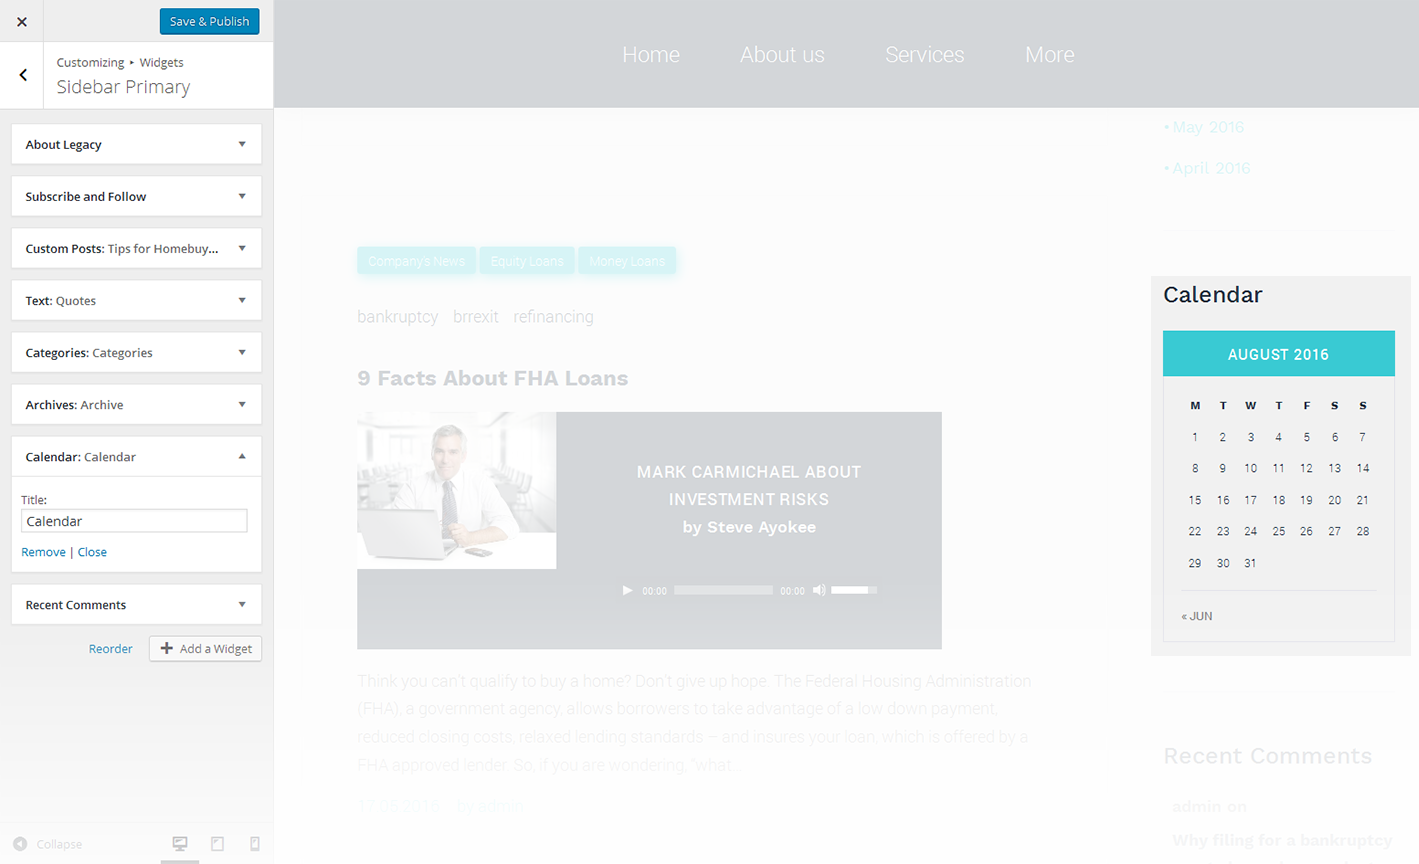 Save & Publish
Customizing ▸ Widgets
Sidebar Primary
About Legacy
Subscribe and Follow
Custom Posts: Tips for Homebuy...
Text: Quotes
Categories: Categories
Archives: Archive
Calendar: Calendar
Title:
Calendar
Remove | Close
Recent Comments
Reorder
Add a Widget
Collapse
Home About us Services More
Company's News Equity Loans Money Loans
bankruptcy brrexit refinancing
9 Facts About FHA Loans
MARK CARMICHAEL ABOUT
INVESTMENT RISKS
by Steve Ayokee
00:00 00:00
Think you can't qualify to buy a home? Don't give up hope. The Federal Housing Administration
(FHA), a government agency, allows borrowers to take advantage of a low down payment,
reduced closing costs, relaxed lending standards – and insures your loan, which is offered by a
FHA approved lender. So, if you are wondering, "what...
17.05.2016 by admin
• May 2016
• April 2016
Calendar
AUGUST 2016
M T W T F S S
1 2 3 4 5 6 7
8 9 10 11 12 13 14
15 16 17 18 19 20 21
22 23 24 25 26 27 28
29 30 31
« JUN
Recent Comments
admin on
Why filing for a bankruptcy